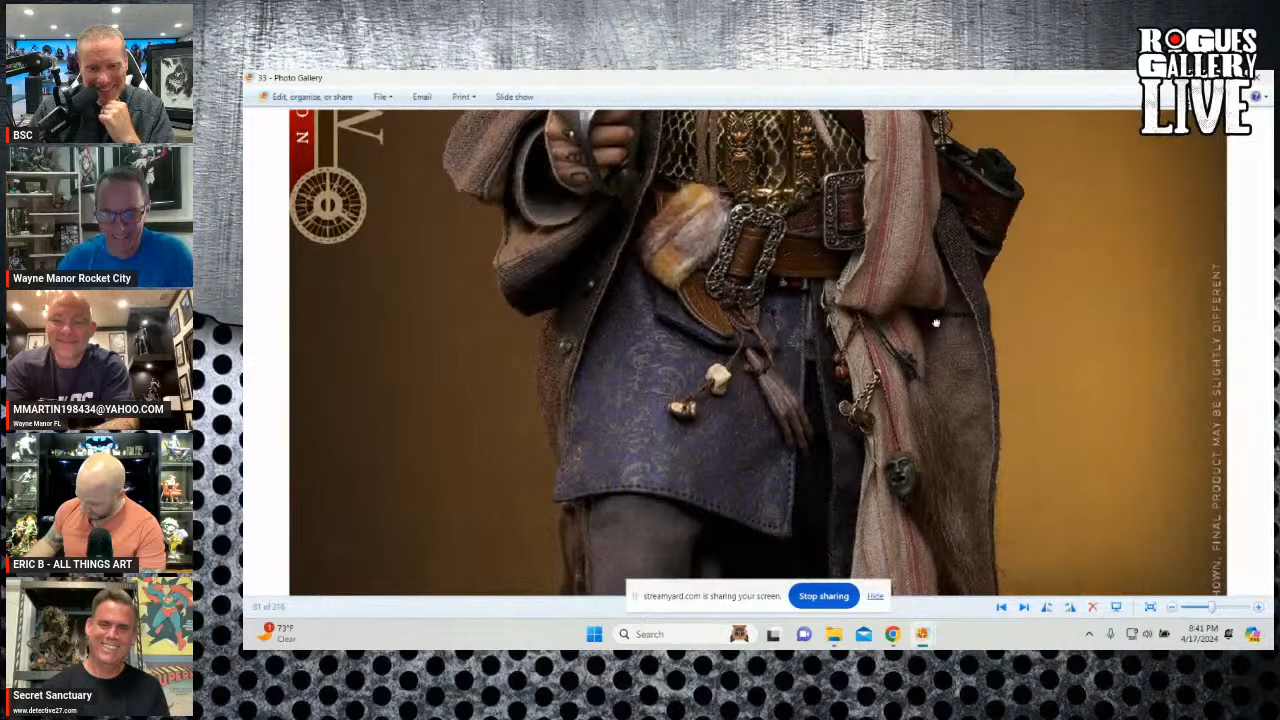 BSC
Wayne Manor Rocket City
MMARTIN198434@YAHOO.COM
Wayne Manor FL
ERIC B - ALL THINGS ART
Secret Sanctuary
www.detective27.com
ROGUES
GALLERY
LIVE
33 - Photo Gallery
Edit, organize, or share File Email Print Slide show
HOWN, FINAL PRODUCT MAY BE SLIGHTLY DIFFERENT
streamyard.com is sharing your screen. Stop sharing Hide
81 of 216
73°F
Clear
Search
8:41 PM
4/17/2024